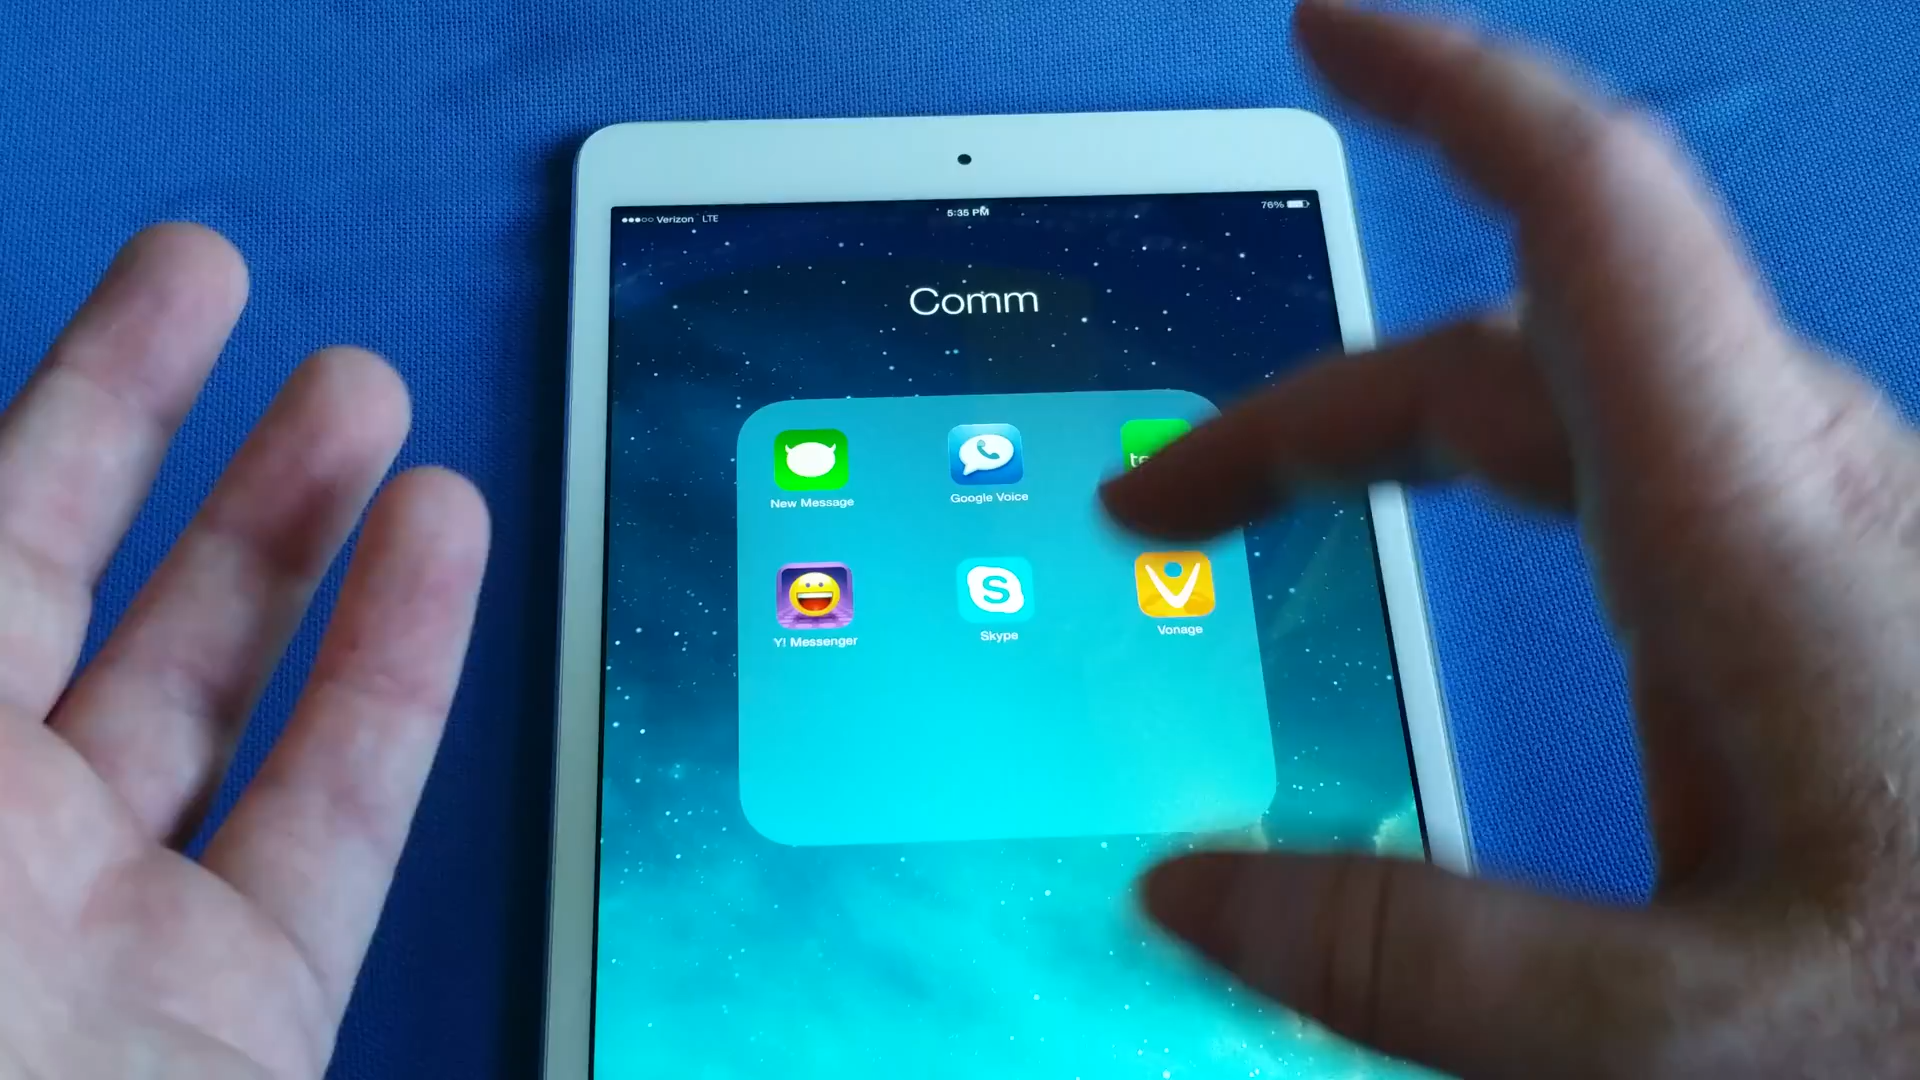 ●●●○○ Verizon LTE 5:35 PM 76%
Comm
New Message Google Voice
Y! Messenger Skype Vonage